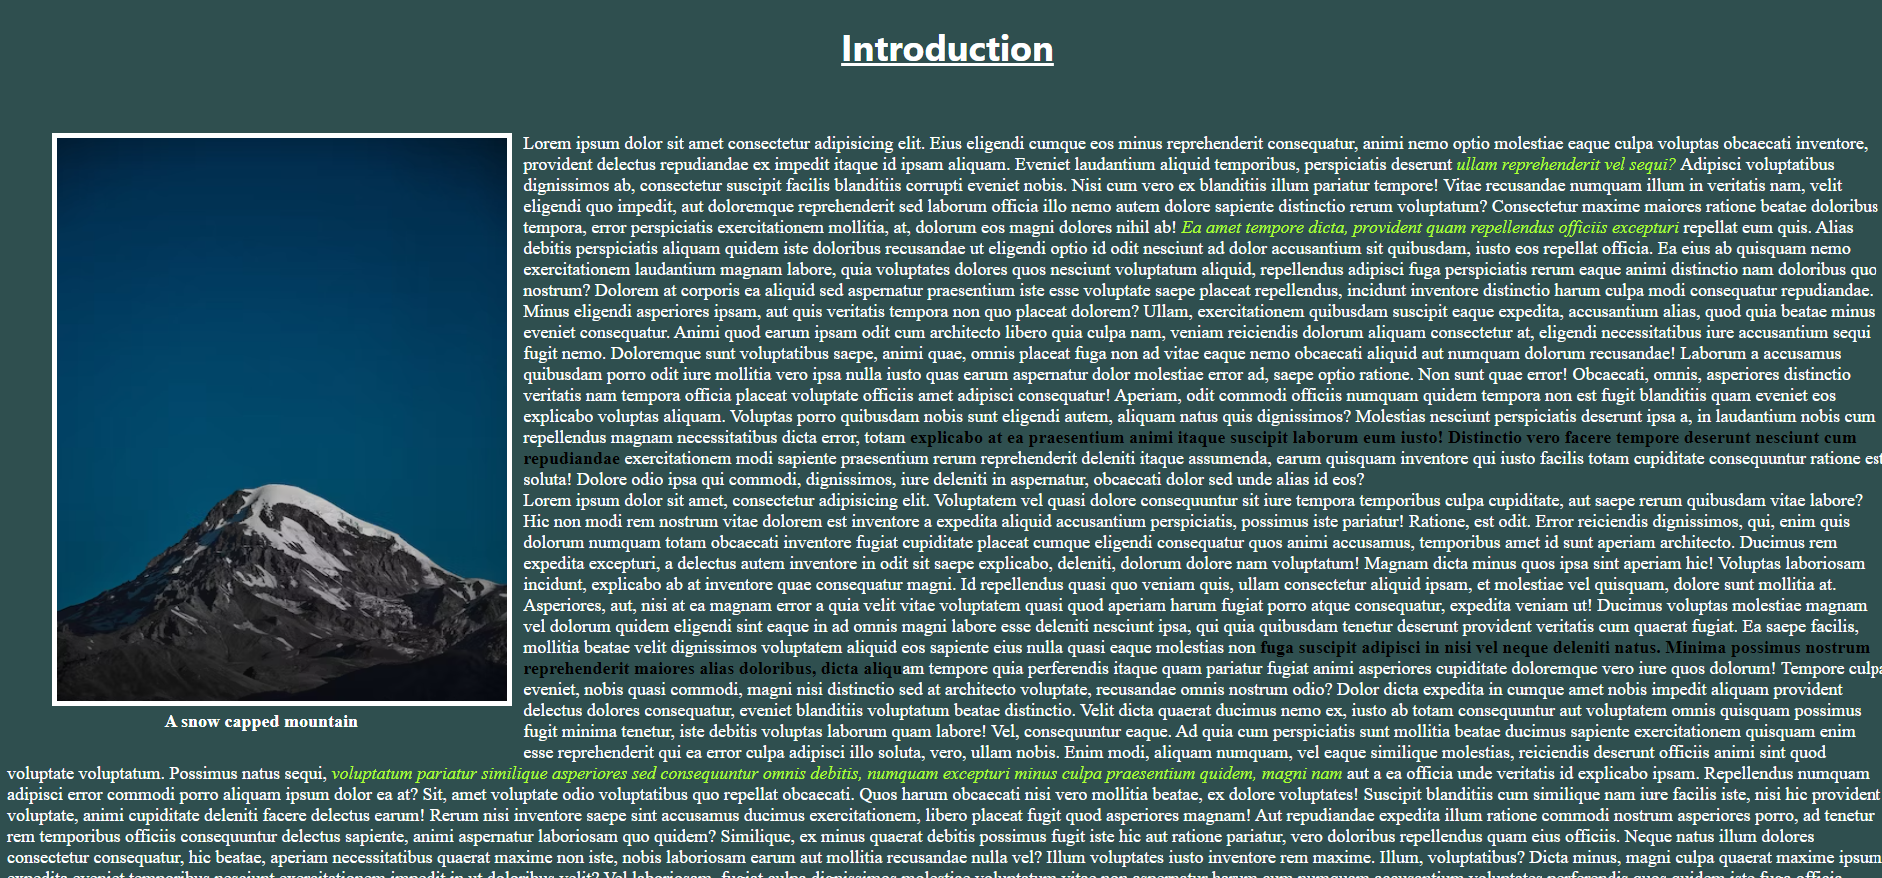 Introduction
Lorem ipsum dolor sit amet consectetur adipisicing elit. Eius eligendi cumque eos minus reprehenderit consequatur, animi nemo optio molestiae eaque culpa voluptas obcaecati inventore,
provident delectus repudiandae ex impedit itaque id ipsam aliquam. Eveniet laudantium aliquid temporibus, perspiciatis deserunt ullam reprehenderit vel sequi? Adipisci voluptatibus
dignissimos ab, consectetur suscipit facilis blanditiis corrupti eveniet nobis. Nisi cum vero ex blanditiis illum pariatur tempore! Vitae recusandae numquam illum in veritatis nam, velit
eligendi quo impedit, aut doloremque reprehenderit sed laborum officia illo nemo autem dolore sapiente distinctio rerum voluptatum? Consectetur maxime maiores ratione beatae doloribus
tempora, error perspiciatis exercitationem mollitia, at, dolorum eos magni dolores nihil ab! Ea amet tempore dicta, provident quam repellendus officiis excepturi repellat eum quis. Alias
debitis perspiciatis aliquam quidem iste doloribus recusandae ut eligendi optio id odit nesciunt ad dolor accusantium sit quibusdam, iusto eos repellat officia. Ea eius ab quisquam nemo
exercitationem laudantium magnam labore, quia voluptates dolores quos nesciunt voluptatum aliquid, repellendus adipisci fuga perspiciatis rerum eaque animi distinctio nam doloribus quo
nostrum? Dolorem at corporis ea aliquid sed aspernatur praesentium iste esse voluptate saepe placeat repellendus, incidunt inventore distinctio harum culpa modi consequatur repudiandae.
Minus eligendi asperiores ipsam, aut quis veritatis tempora non quo placeat dolorem? Ullam, exercitationem quibusdam suscipit eaque expedita, accusantium alias, quod quia beatae minus
eveniet consequatur. Animi quod earum ipsam odit cum architecto libero quia culpa nam, veniam reiciendis dolorum aliquam consectetur at, eligendi necessitatibus iure accusantium sequi
fugit nemo. Doloremque sunt voluptatibus saepe, animi quae, omnis placeat fuga non ad vitae eaque nemo obcaecati aliquid aut numquam dolorum recusandae! Laborum a accusamus
quibusdam porro odit iure mollitia vero ipsa nulla iusto quas earum aspernatur dolor molestiae error ad, saepe optio ratione. Non sunt quae error! Obcaecati, omnis, asperiores distinctio
veritatis nam tempora officia placeat voluptate officiis amet adipisci consequatur! Aperiam, odit commodi officiis numquam quidem tempora non est fugit blanditiis quam eveniet eos
explicabo voluptas aliquam. Voluptas porro quibusdam nobis sunt eligendi autem, aliquam natus quis dignissimos? Molestias nesciunt perspiciatis deserunt ipsa a, in laudantium nobis cum
repellendus magnam necessitatibus dicta error, totam explicabo at ea praesentium animi itaque suscipit laborum eum iusto! Distinctio vero facere tempore deserunt nesciunt cum
repudiandae exercitationem modi sapiente praesentium rerum reprehenderit deleniti itaque assumenda, earum quisquam inventore qui iusto facilis totam cupiditate consequuntur ratione est
soluta! Dolore odio ipsa qui commodi, dignissimos, iure deleniti in aspernatur, obcaecati dolor sed unde alias id eos?
Lorem ipsum dolor sit amet, consectetur adipisicing elit. Voluptatem vel quasi dolore consequuntur sit iure tempora temporibus culpa cupiditate, aut saepe rerum quibusdam vitae labore?
Hic non modi rem nostrum vitae dolorem est inventore a expedita aliquid accusantium perspiciatis, possimus iste pariatur! Ratione, est odit. Error reiciendis dignissimos, qui, enim quis
dolorum numquam totam obcaecati inventore fugiat cupiditate placeat cumque eligendi consequatur quos animi accusamus, temporibus amet id sunt aperiam architecto. Ducimus rem
expedita excepturi, a delectus autem inventore in odit sit saepe explicabo, deleniti, dolorum dolore nam voluptatum! Magnam dicta minus quos ipsa sint aperiam hic! Voluptas laboriosam
incidunt, explicabo ab at inventore quae consequatur magni. Id repellendus quasi quo veniam quis, ullam consectetur aliquid ipsam, et molestiae vel quisquam, dolore sunt mollitia at.
Asperiores, aut, nisi at ea magnam error a quia velit vitae voluptatem quasi quod aperiam harum fugiat porro atque consequatur, expedita veniam ut! Ducimus voluptas molestiae magnam
vel dolorum quidem eligendi sint eaque in ad omnis magni labore esse deleniti nesciunt ipsa, qui quia quibusdam tenetur deserunt provident veritatis cum quaerat fugiat. Ea saepe facilis,
mollitia beatae velit dignissimos voluptatem aliquid eos sapiente eius nulla quasi eaque molestias non fuga suscipit adipisci in nisi vel neque deleniti natus. Minima possimus nostrum
reprehenderit maiores alias doloribus, dicta aliquam tempore quia perferendis itaque quam pariatur fugiat animi asperiores cupiditate doloremque vero iure quos dolorum! Tempore culpa
eveniet, nobis quasi commodi, magni nisi distinctio sed at architecto voluptate, recusandae omnis nostrum odio? Dolor dicta expedita in cumque amet nobis impedit aliquam provident
delectus dolores consequatur, eveniet blanditiis voluptatum beatae distinctio. Velit dicta quaerat ducimus nemo ex, iusto ab totam consequuntur aut voluptatem omnis quisquam possimus
fugit minima tenetur, iste debitis voluptas laborum quam labore! Vel, consequuntur eaque. Ad quia cum perspiciatis sunt mollitia beatae ducimus sapiente exercitationem quisquam enim
esse reprehenderit qui ea error culpa adipisci illo soluta, vero, ullam nobis. Enim modi, aliquam numquam, vel eaque similique molestias, reiciendis deserunt officiis animi sint quod
A snow capped mountain
voluptate voluptatum. Possimus natus sequi, voluptatum pariatur similique asperiores sed consequuntur omnis debitis, numquam excepturi minus culpa praesentium quidem, magni nam aut a ea officia unde veritatis id explicabo ipsam. Repellendus numquam
adipisci error commodi porro aliquam ipsum dolor ea at? Sit, amet voluptate odio voluptatibus quo repellat obcaecati. Quos harum obcaecati nisi vero mollitia beatae, ex dolore voluptates! Suscipit blanditiis cum similique nam iure facilis iste, nisi hic provident
voluptate, animi cupiditate deleniti facere delectus earum! Rerum nisi inventore saepe sint accusamus ducimus exercitationem, libero placeat fugit quod asperiores magnam! Aut repudiandae expedita illum ratione commodi nostrum asperiores porro, ad tenetur
rem temporibus officiis consequuntur delectus sapiente, animi aspernatur laboriosam quo quidem? Similique, ex minus quaerat debitis possimus fugit iste hic aut ratione pariatur, vero doloribus repellendus quam eius officiis. Neque natus illum dolores
consectetur consequatur, hic beatae, aperiam necessitatibus quaerat maxime non iste, nobis laboriosam earum aut mollitia recusandae nulla vel? Illum voluptates iusto inventore rem maxime. Illum, voluptatibus? Dicta minus, magni culpa quaerat maxime ipsum